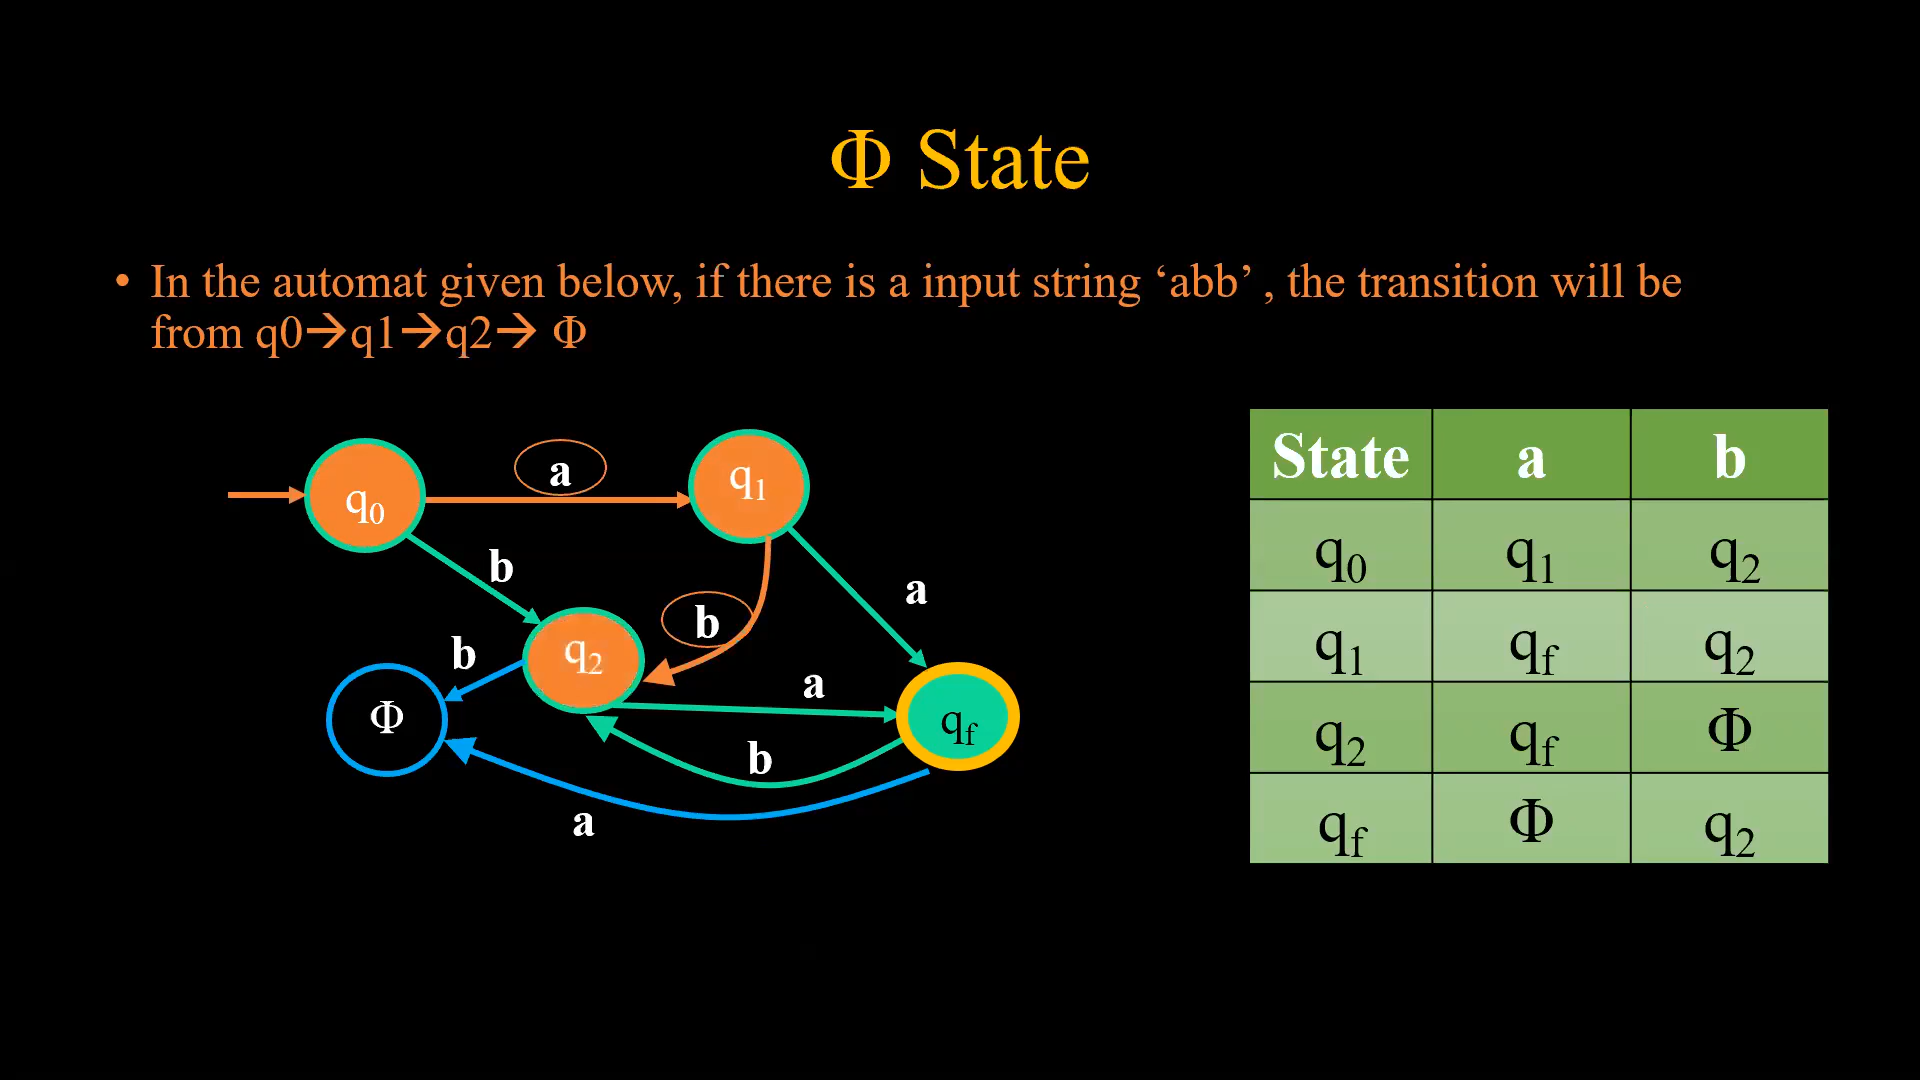 Φ State
• In the automat given below, if there is a input string ‘abb’ , the transition will be
from q0→q1→q2→ Φ
a
q0
q1
b
a
b
q2
b
a
Φ
qf
b
a
State a b
q0 q1 q2
q1 qf q2
q2 qf Φ
qf Φ q2